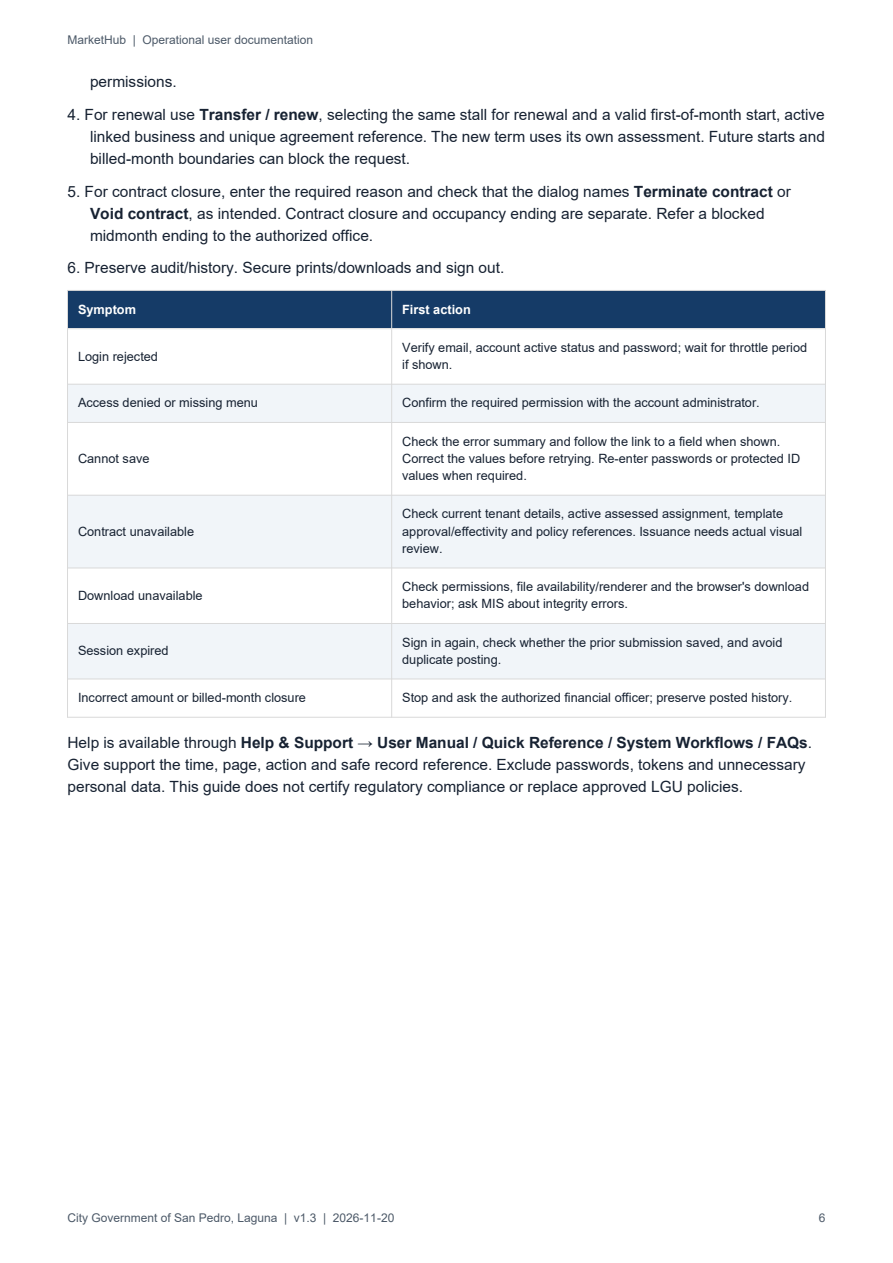 MarketHub | Operational user documentation
permissions.
4. For renewal use Transfer / renew, selecting the same stall for renewal and a valid first-of-month start, active
linked business and unique agreement reference. The new term uses its own assessment. Future starts and
billed-month boundaries can block the request.
5. For contract closure, enter the required reason and check that the dialog names Terminate contract or
Void contract, as intended. Contract closure and occupancy ending are separate. Refer a blocked
midmonth ending to the authorized office.
6. Preserve audit/history. Secure prints/downloads and sign out.
Symptom
First action
Login rejected
Verify email, account active status and password; wait for throttle period
if shown.
Access denied or missing menu
Confirm the required permission with the account administrator.
Cannot save
Check the error summary and follow the link to a field when shown.
Correct the values before retrying. Re-enter passwords or protected ID
values when required.
Contract unavailable
Check current tenant details, active assessed assignment, template
approval/effectivity and policy references. Issuance needs actual visual
review.
Download unavailable
Check permissions, file availability/renderer and the browser's download
behavior; ask MIS about integrity errors.
Session expired
Sign in again, check whether the prior submission saved, and avoid
duplicate posting.
Incorrect amount or billed-month closure
Stop and ask the authorized financial officer; preserve posted history.
Help is available through Help & Support → User Manual / Quick Reference / System Workflows / FAQs.
Give support the time, page, action and safe record reference. Exclude passwords, tokens and unnecessary
personal data. This guide does not certify regulatory compliance or replace approved LGU policies.
City Government of San Pedro, Laguna | v1.3 | 2026-11-20
6